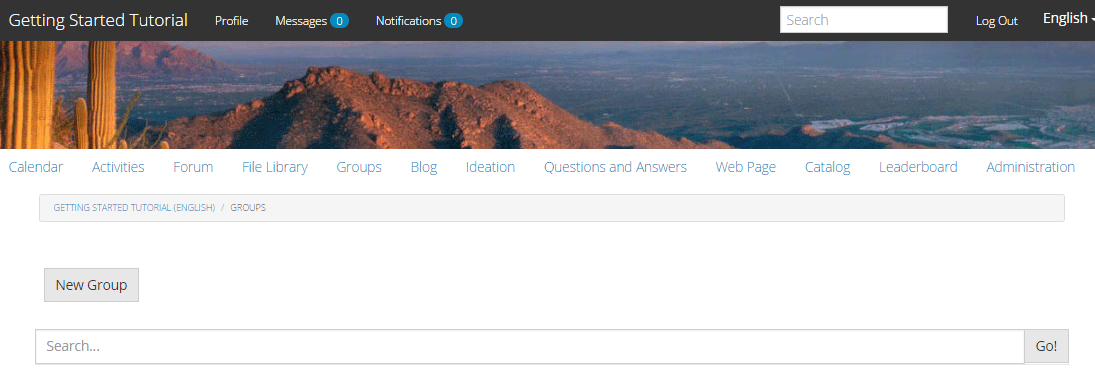 Getting Started Tutorial Profile Messages 0 Notifications 0 Search Log Out English
Calendar Activities Forum File Library Groups Blog Ideation Questions and Answers Web Page Catalog Leaderboard Administration
GETTING STARTED TUTORIAL (ENGLISH) / GROUPS
New Group
Search... Go!